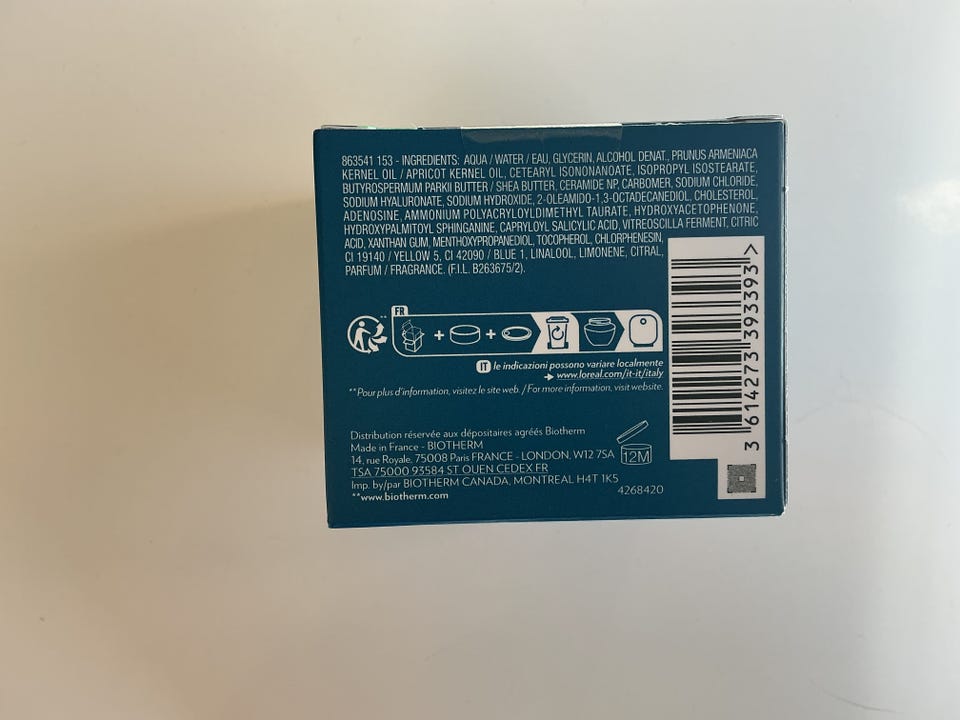 863541 153 - INGREDIENTS: AQUA / WATER / EAU, GLYCERIN, ALCOHOL DENAT., PRUNUS ARMENIACA
KERNEL OIL / APRICOT KERNEL OIL, CETEARYL ISONONANOATE, ISOPROPYL ISOSTEARATE,
BUTYROSPERMUM PARKII BUTTER / SHEA BUTTER, CERAMIDE NP, CARBOMER, SODIUM CHLORIDE,
SODIUM HYALURONATE, SODIUM HYDROXIDE, 2-OLEAMIDO-1,3-OCTADECANEDIOL, CHOLESTEROL,
ADENOSINE, AMMONIUM POLYACRYLOYLDIMETHYL TAURATE, HYDROXYACETOPHENONE,
HYDROXYPALMITOYL SPHINGANINE, CAPRYLOYL SALICYLIC ACID, VITREOSCILLA FERMENT, CITRIC
ACID, XANTHAN GUM, MENTHOXYPROPANEDIOL, TOCOPHEROL, CHLORPHENESIN,
CI 19140 / YELLOW 5, CI 42090 / BLUE 1, LINALOOL, LIMONENE, CITRAL,
PARFUM / FRAGRANCE. (F.I.L. B263675/2).
FR
** + +
IT le indicazioni possono variare localmente
www.loreal.com/it-it/italy
**Pour plus d'information, visitez le site web. / For more information, visit website.
Distribution réservée aux dépositaires agréés Biotherm
Made in France - BIOTHERM
14, rue Royale, 75008 Paris FRANCE - LONDON, W12 7SA
TSA 75000 93584 ST OUEN CEDEX FR
Imp. by/par BIOTHERM CANADA, MONTREAL H4T 1K5
**www.biotherm.com
12M
4268420
3 614273 393393 >